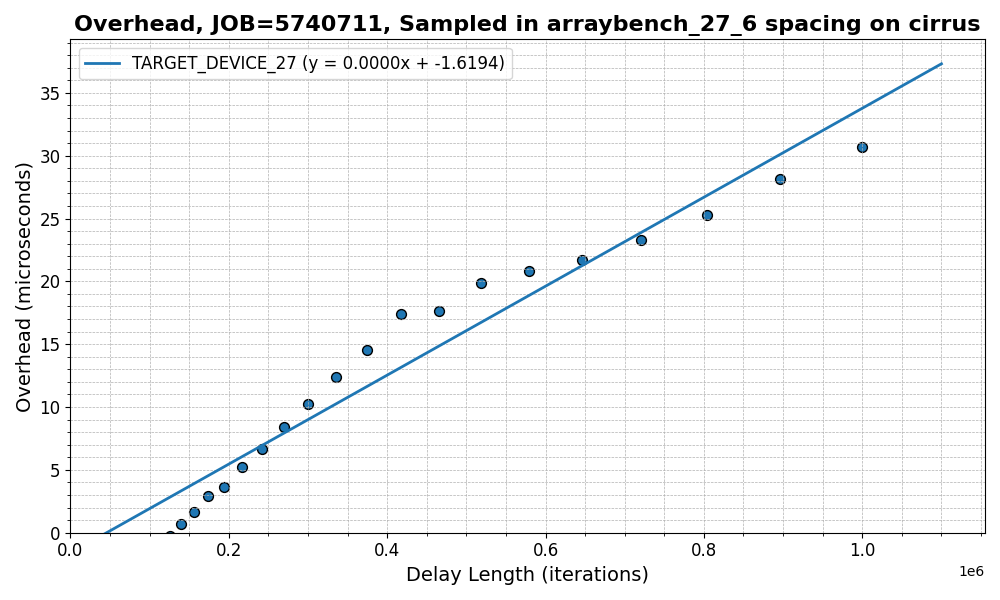 Overhead, JOB=5740711, Sampled in arraybench_27_6 spacing on cirrus
TARGET_DEVICE_27 (y = 0.0000x + -1.6194)
Overhead (microseconds)
35
30
25
20
15
10
5
0
0.0 0.2 0.4 0.6 0.8 1.0
1e6
Delay Length (iterations)